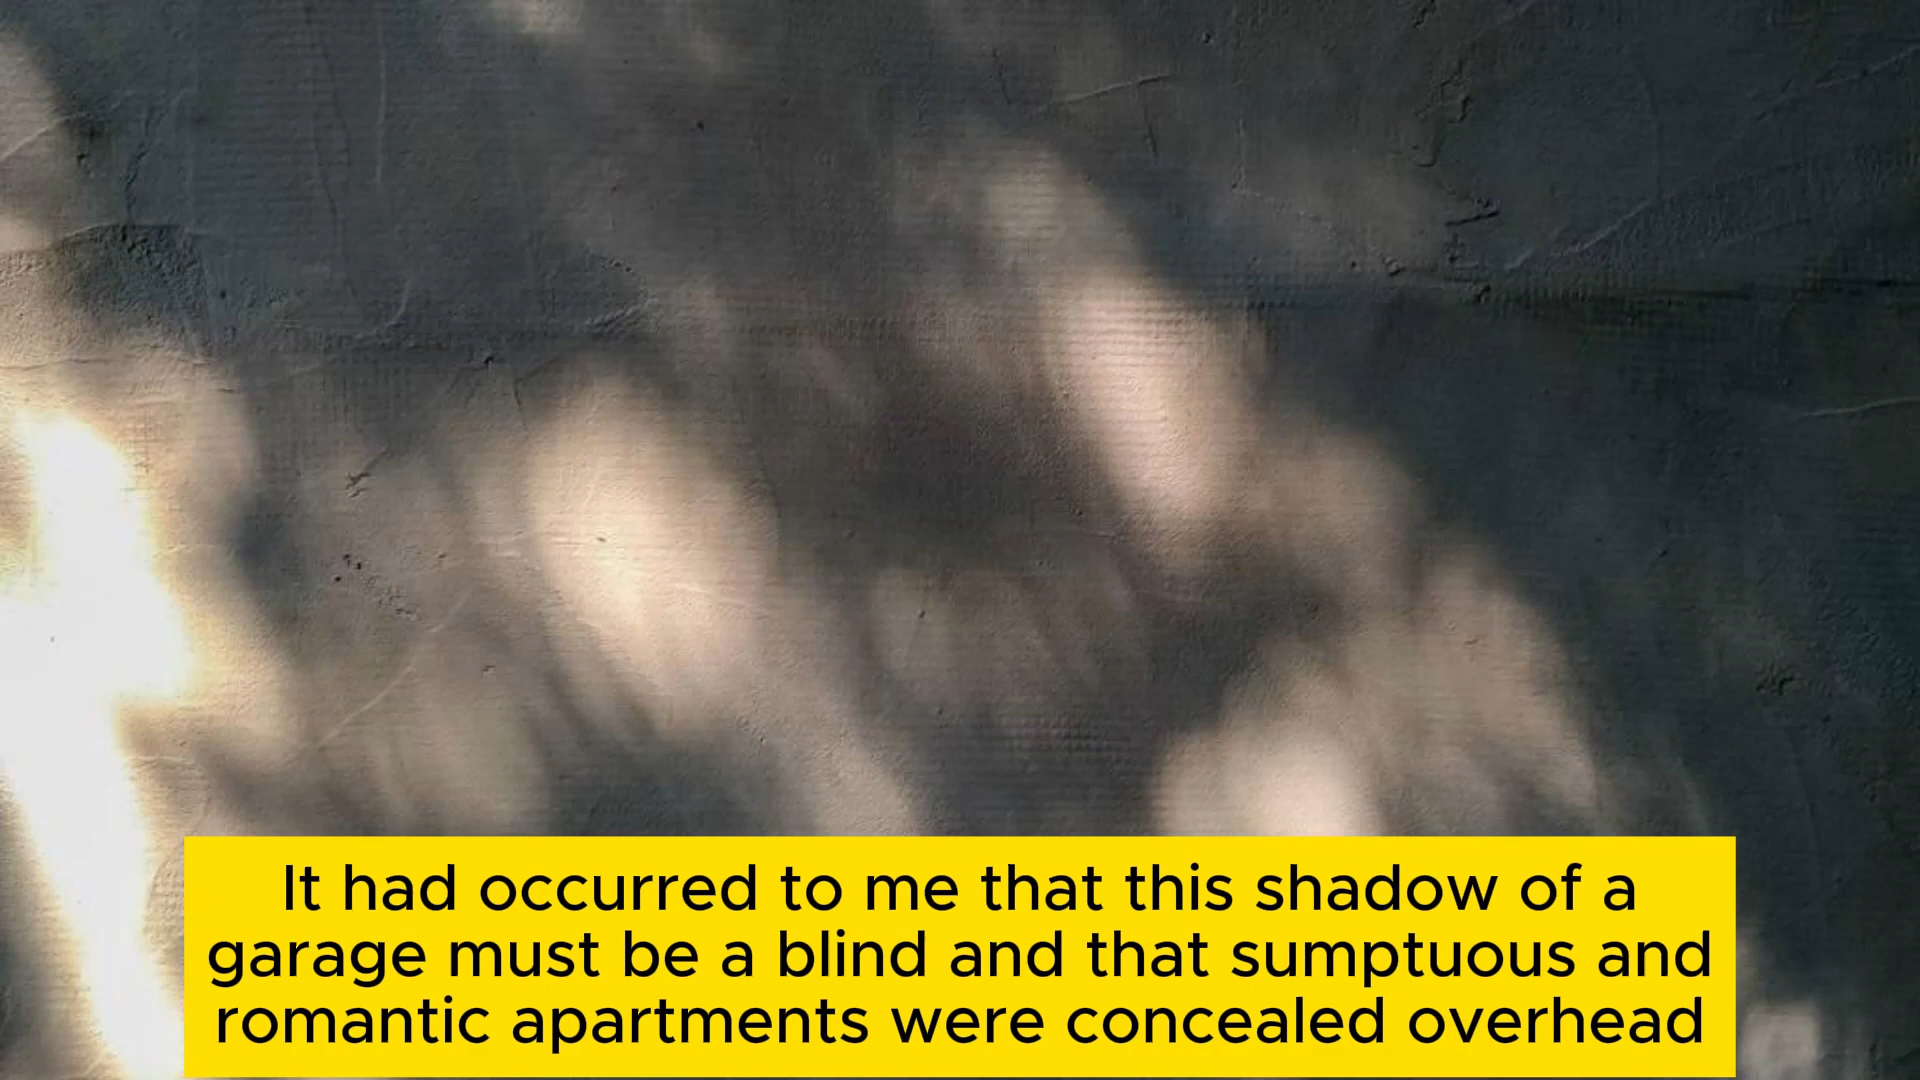 It had occurred to me that this shadow of a
garage must be a blind and that sumptuous and
romantic apartments were concealed overhead